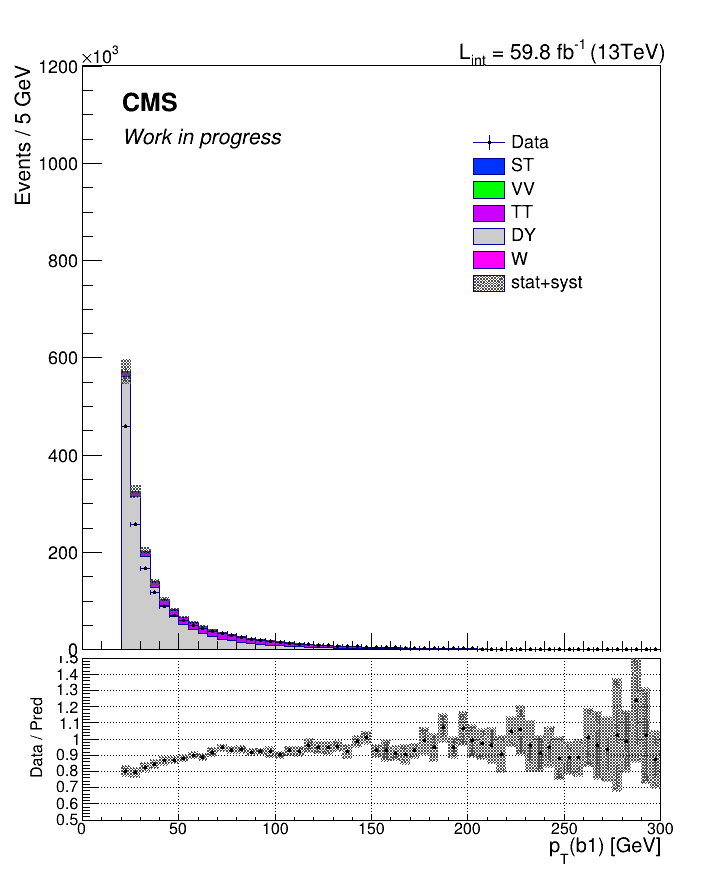 ×10³
L_int = 59.8 fb⁻¹ (13TeV)
Events / 5 GeV
1200
1000
800
600
400
200
0
CMS
Work in progress
Data
ST
VV
TT
DY
W
stat+syst
Data / Pred
1.5
1.4
1.3
1.2
1.1
1
0.9
0.8
0.7
0.6
0.5
0 50 100 150 200 250 300
p_T(b1) [GeV]